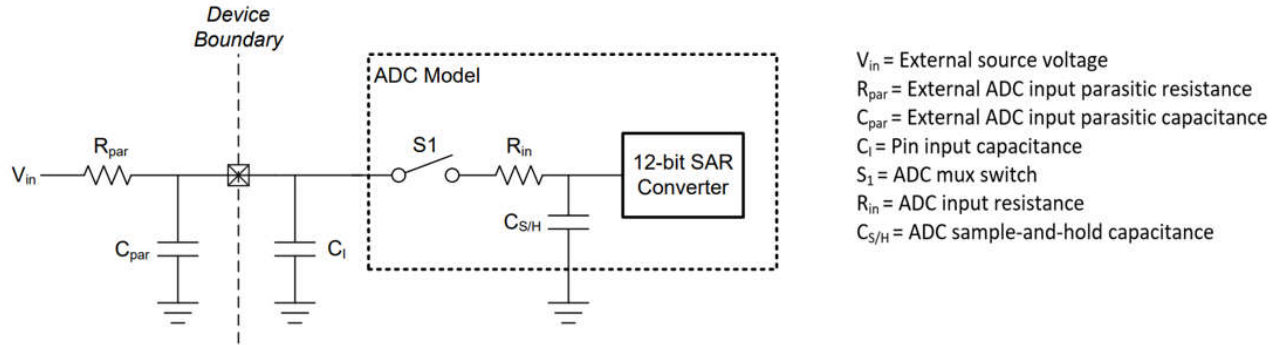 Device
Boundary
ADC Model
V_in
R_par
S1
R_in
12-bit SAR
Converter
C_S/H
C_par
C_I
V_in = External source voltage
R_par = External ADC input parasitic resistance
C_par = External ADC input parasitic capacitance
C_I = Pin input capacitance
S_1 = ADC mux switch
R_in = ADC input resistance
C_S/H = ADC sample-and-hold capacitance